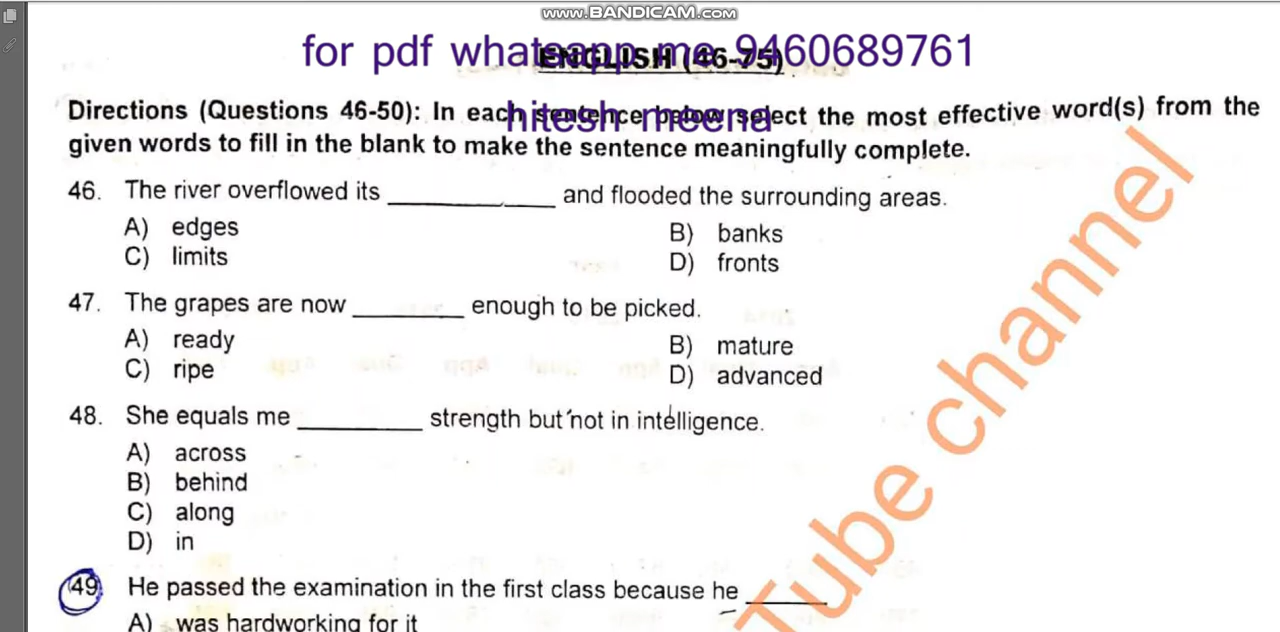 www.BANDICAM.com
for pdf whatsapp me 9460689761
ENGLISH (46-75)
hitesh meena
Directions (Questions 46-50): In each sentence below select the most effective word(s) from the
given words to fill in the blank to make the sentence meaningfully complete.
46. The river overflowed its ____________ and flooded the surrounding areas.
A) edges B) banks
C) limits D) fronts
47. The grapes are now ________ enough to be picked.
A) ready B) mature
C) ripe D) advanced
48. She equals me _________ strength but not in intelligence.
A) across
B) behind
C) along
D) in
49. He passed the examination in the first class because he ______
A) was hardworking for it
Tube channel